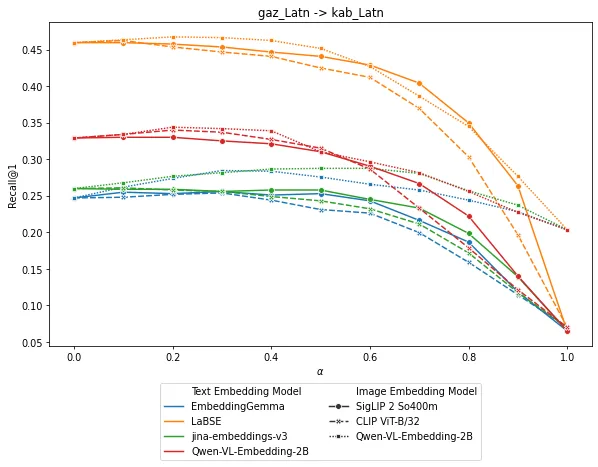 gaz_Latn -> kab_Latn
Recall@1
0.45
0.40
0.35
0.30
0.25
0.20
0.15
0.10
0.05
0.0
0.2
0.4
0.6
0.8
1.0
α
Text Embedding Model
EmbeddingGemma
LaBSE
jina-embeddings-v3
Qwen-VL-Embedding-2B
Image Embedding Model
SigLIP 2 So400m
CLIP ViT-B/32
Qwen-VL-Embedding-2B